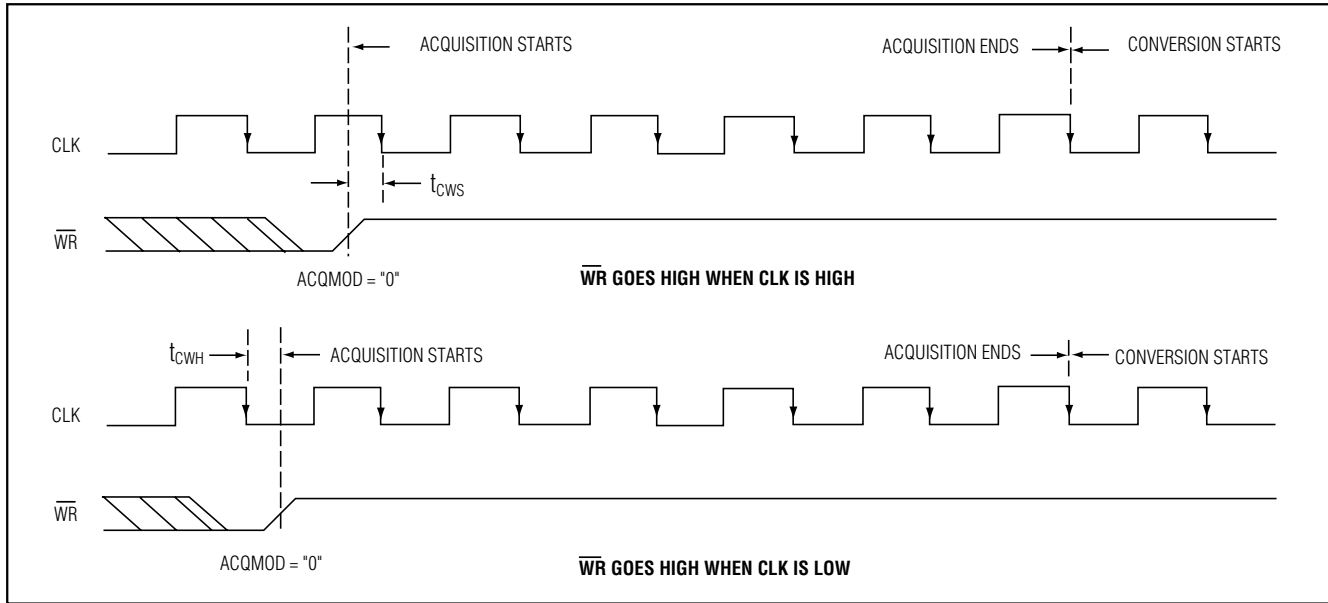 ACQUISITION STARTS
ACQUISITION ENDS
CONVERSION STARTS
CLK
tCWS
WR
ACQMOD = "0"
WR GOES HIGH WHEN CLK IS HIGH
tCWH
ACQUISITION STARTS
ACQUISITION ENDS
CONVERSION STARTS
CLK
WR
ACQMOD = "0"
WR GOES HIGH WHEN CLK IS LOW